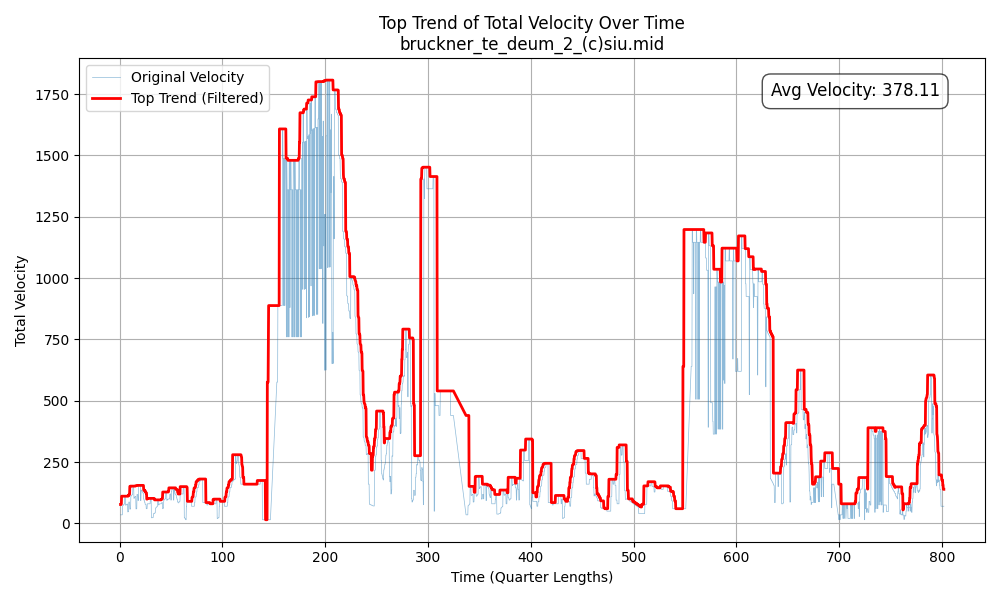 Top Trend of Total Velocity Over Time
bruckner_te_deum_2_(c)siu.mid
Original Velocity
Top Trend (Filtered)
Avg Velocity: 378.11
Total Velocity
1750
1500
1250
1000
750
500
250
0
0 100 200 300 400 500 600 700 800
Time (Quarter Lengths)